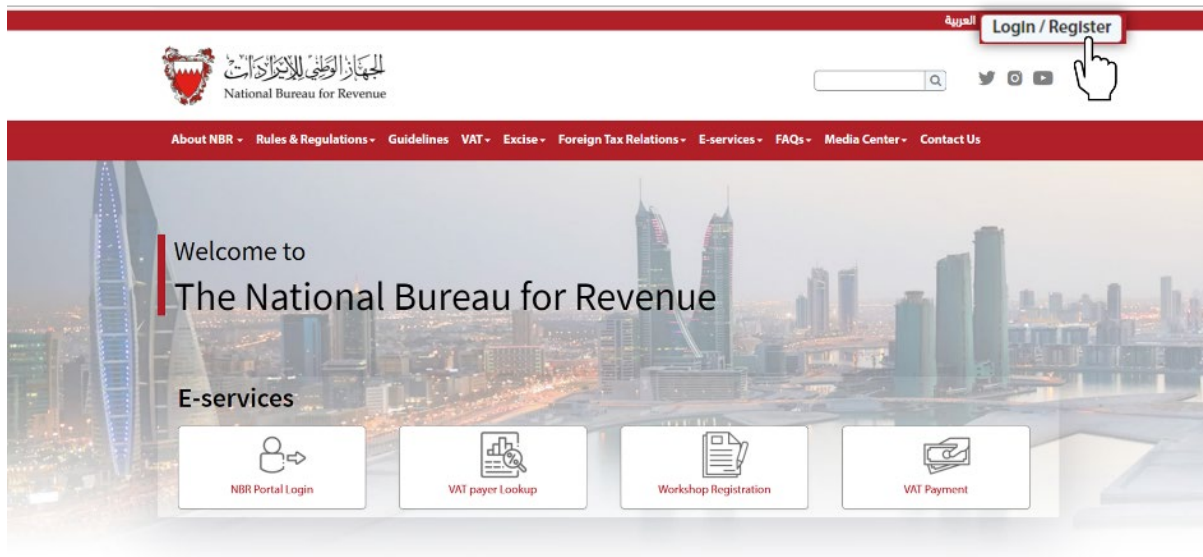 العربية
Login / Register
الجهاز الوطني للإيرادات
National Bureau for Revenue
About NBR Rules & Regulations Guidelines VAT Excise Foreign Tax Relations E-services FAQs Media Center Contact Us
Welcome to
The National Bureau for Revenue
E-services
NBR Portal Login VAT payer Lookup Workshop Registration VAT Payment